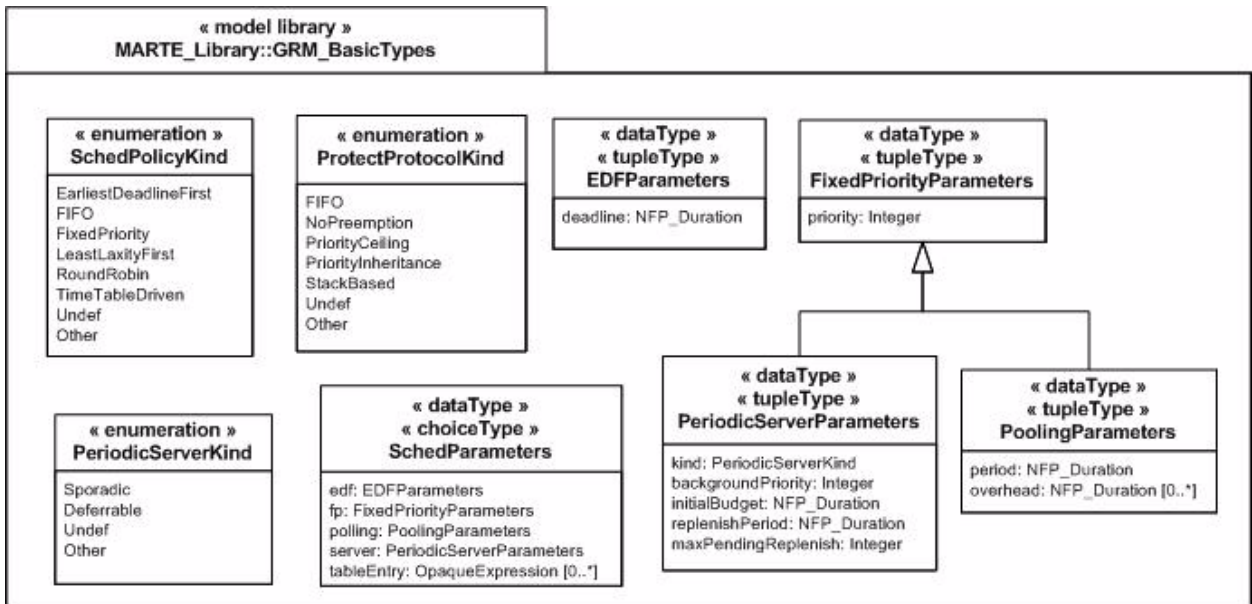 « model library »
MARTE_Library::GRM_BasicTypes
« enumeration »
SchedPolicyKind
EarliestDeadlineFirst
FIFO
FixedPriority
LeastLaxityFirst
RoundRobin
TimeTableDriven
Undef
Other
« enumeration »
ProtectProtocolKind
FIFO
NoPreemption
PriorityCeiling
PriorityInheritance
StackBased
Undef
Other
« dataType »
« tupleType »
EDFParameters
deadline: NFP_Duration
« dataType »
« tupleType »
FixedPriorityParameters
priority: Integer
« enumeration »
PeriodicServerKind
Sporadic
Deferrable
Undef
Other
« dataType »
« choiceType »
SchedParameters
edf: EDFParameters
fp: FixedPriorityParameters
polling: PoolingParameters
server: PeriodicServerParameters
tableEntry: OpaqueExpression [0..*]
« dataType »
« tupleType »
PeriodicServerParameters
kind: PeriodicServerKind
backgroundPriority: Integer
initialBudget: NFP_Duration
replenishPeriod: NFP_Duration
maxPendingReplenish: Integer
« dataType »
« tupleType »
PoolingParameters
period: NFP_Duration
overhead: NFP_Duration [0..*]